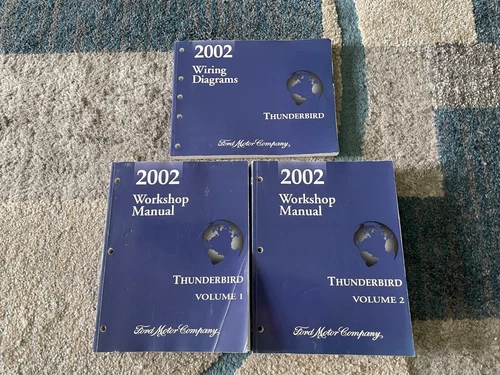 2002
Wiring
Diagrams
THUNDERBIRD
Ford Motor Company
2002
Workshop
Manual
THUNDERBIRD
VOLUME 1
Ford Motor Company
2002
Workshop
Manual
THUNDERBIRD
VOLUME 2
Ford Motor Company